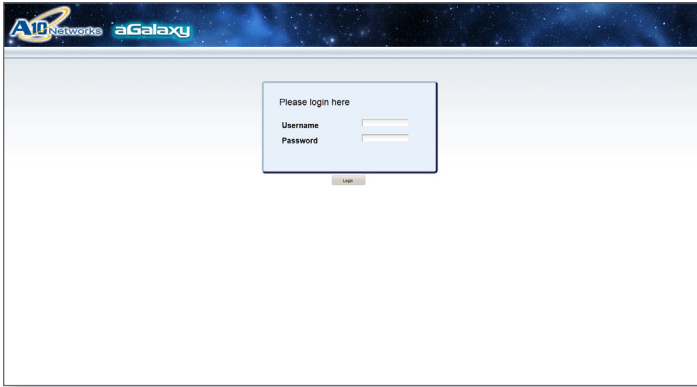 A10 Networks aGalaxy
Please login here
Username
Password
Login